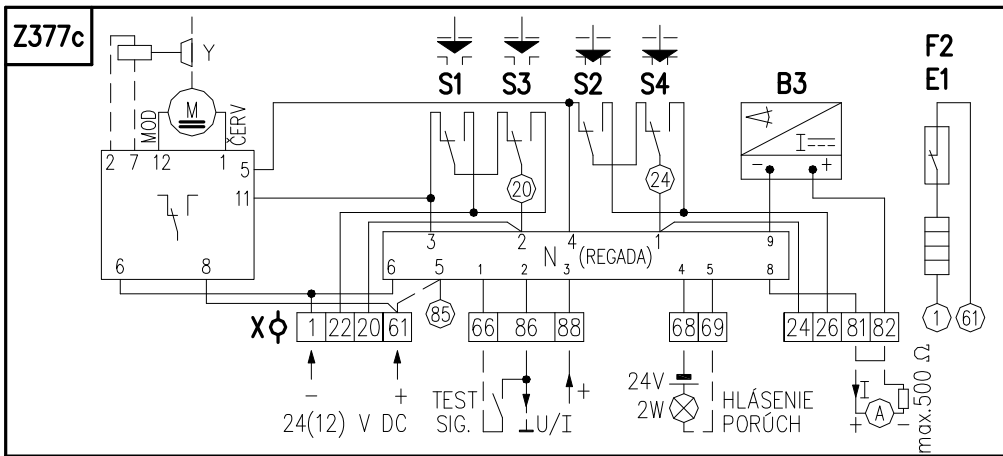 Z377c
Y
S1 S3 S2 S4 B3 F2
E1
M
MOD
ČERV
I
- +
2 7 12 1 5
11
20
24
3 2 4 1 9
N (REGADA)
6 5 1 2 3 4 5 8
6 8
85
X 1 22 20 61 66 86 88 68 69 24 26 81 82 1 61
- +
24(12) V DC
TEST
SIG.
U/I
+
24V
2W
HLÁSENIE
PORÚCH
I
A
+ -
max.500 Ω